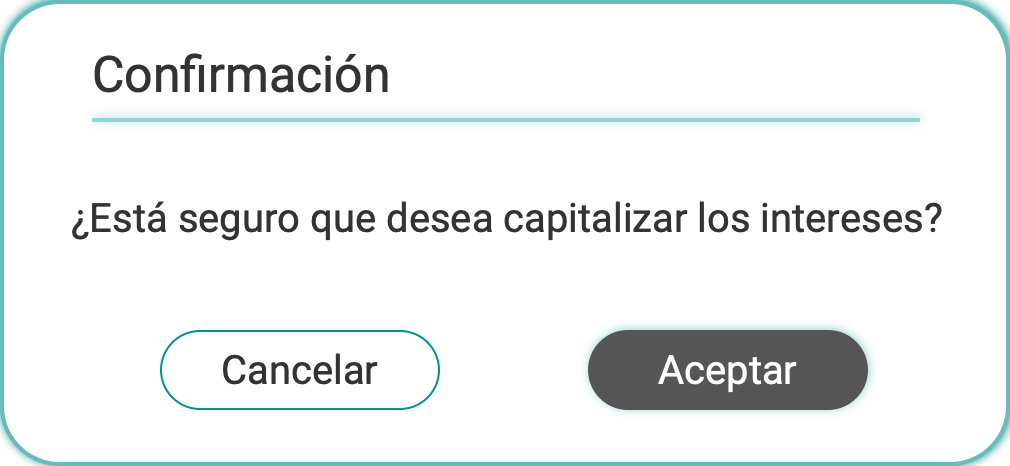 Confirmación
¿Está seguro que desea capitalizar los intereses?
Cancelar
Aceptar